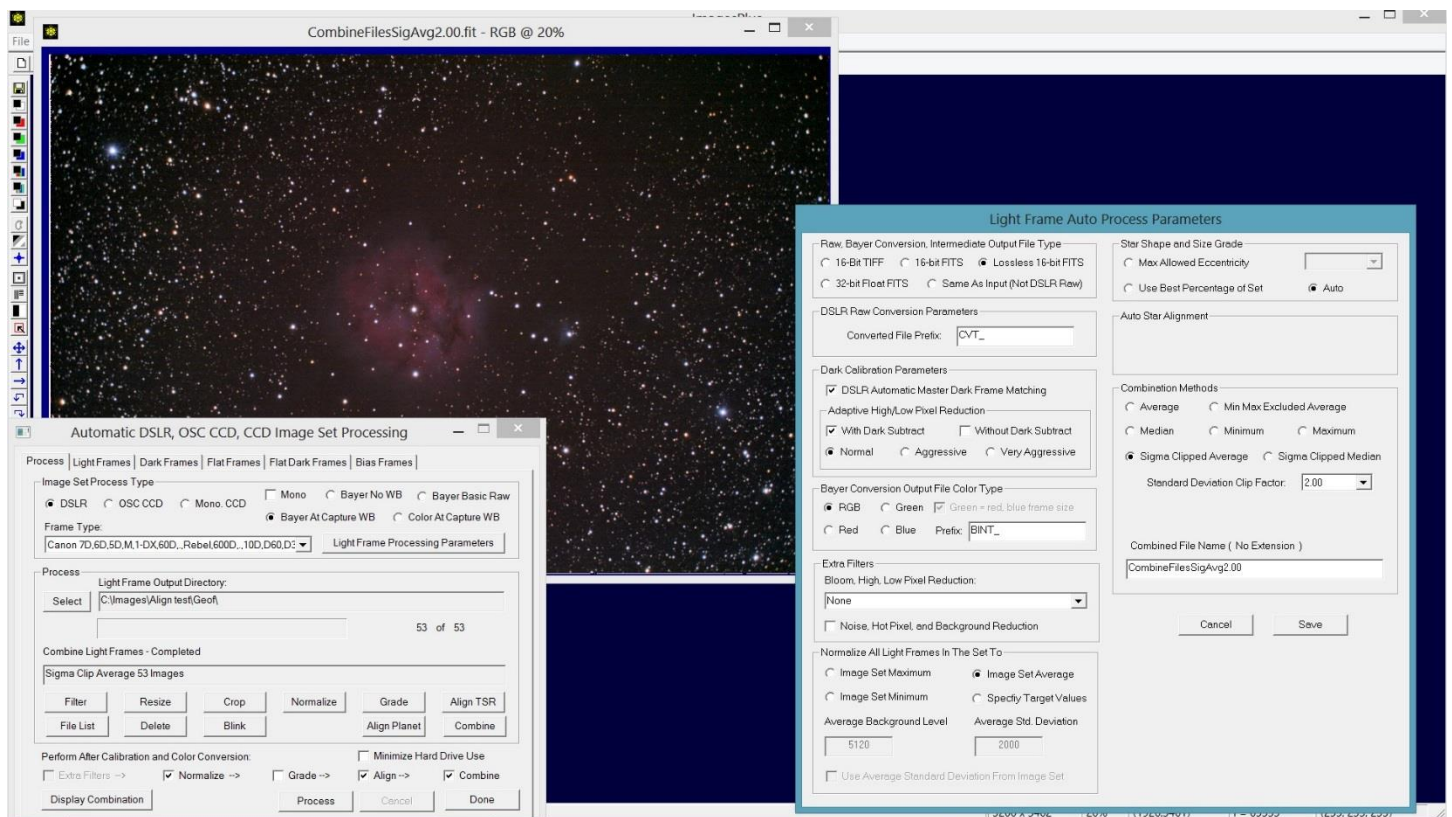 ImagesPlus
File
CombineFilesSigAvg2.00.fit - RGB @ 20%
Automatic DSLR, OSC CCD, CCD Image Set Processing
Process
Light Frames
Dark Frames
Flat Frames
Flat Dark Frames
Bias Frames
Image Set Process Type
DSLR
OSC CCD
Mono. CCD
Mono
Bayer No WB
Bayer Basic Raw
Bayer At Capture WB
Color At Capture WB
Frame Type:
Canon 7D,6D,5D,M,1-DX,60D,.,Rebel,600D,.,10D,D60,D3
Light Frame Processing Parameters
Process
Light Frame Output Directory:
Select
C:\Images\Align test\Geof\
53 of 53
Combine Light Frames - Completed
Sigma Clip Average 53 Images
Filter
Resize
Crop
Normalize
Grade
Align TSR
File List
Delete
Blink
Align Planet
Combine
Perform After Calibration and Color Conversion:
Minimize Hard Drive Use
Extra Filters -->
Normalize -->
Grade -->
Align -->
Combine
Display Combination
Process
Cancel
Done
Light Frame Auto Process Parameters
Raw, Bayer Conversion, Intermediate Output File Type
16-Bit TIFF
16-bit FITS
Lossless 16-bit FITS
32-bit Float FITS
Same As Input (Not DSLR Raw)
DSLR Raw Conversion Parameters
Converted File Prefix:
CVT_
Dark Calibration Parameters
DSLR Automatic Master Dark Frame Matching
Adaptive High/Low Pixel Reduction
With Dark Subtract
Without Dark Subtract
Normal
Aggressive
Very Aggressive
Bayer Conversion Output File Color Type
RGB
Green
Green = red, blue frame size
Red
Blue
Prefix:
BINT_
Extra Filters
Bloom, High, Low Pixel Reduction:
None
Noise, Hot Pixel, and Background Reduction
Normalize All Light Frames In The Set To
Image Set Maximum
Image Set Average
Image Set Minimum
Specfiy Target Values
Average Background Level
Average Std. Deviation
5120
2000
Use Average Standard Deviation From Image Set
Star Shape and Size Grade
Max Allowed Eccentricity
Use Best Percentage of Set
Auto
Auto Star Alignment
Combination Methods
Average
Min Max Excluded Average
Median
Minimum
Maximum
Sigma Clipped Average
Sigma Clipped Median
Standard Deviation Clip Factor:
2.00
Combined File Name ( No Extension )
CombineFilesSigAvg2.00
Cancel
Save
20%